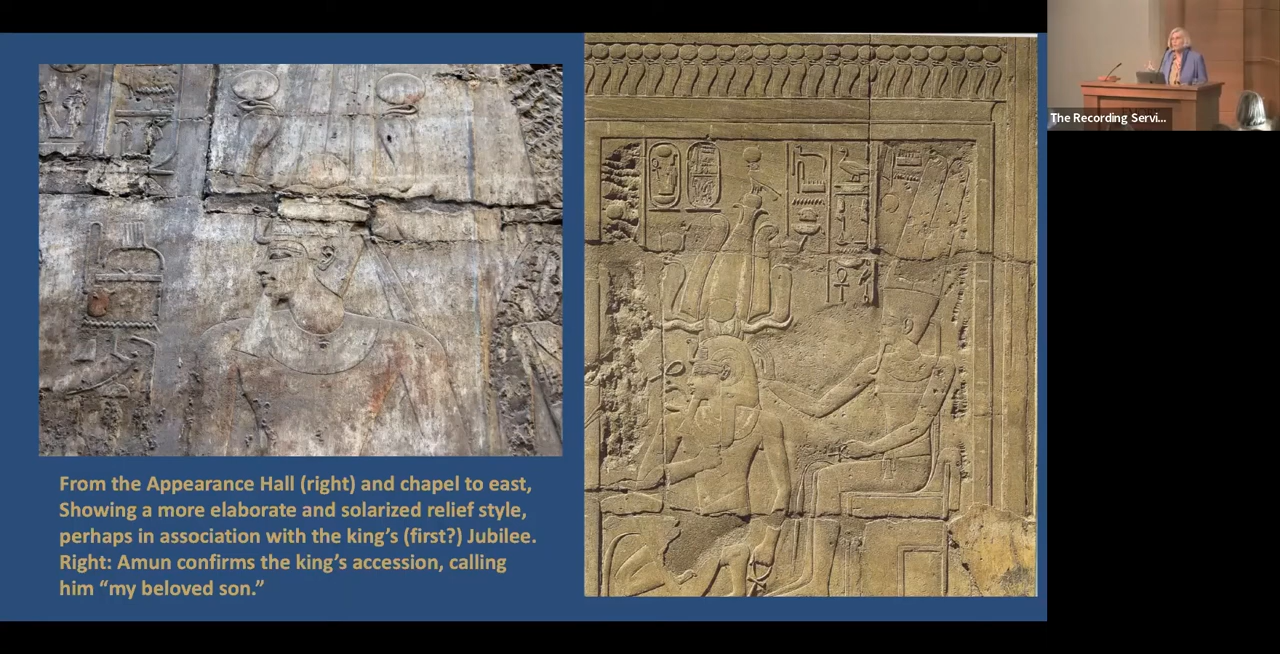 From the Appearance Hall (right) and chapel to east,
Showing a more elaborate and solarized relief style,
perhaps in association with the king's (first?) Jubilee.
Right: Amun confirms the king's accession, calling
him "my beloved son."
The Recording Servi...